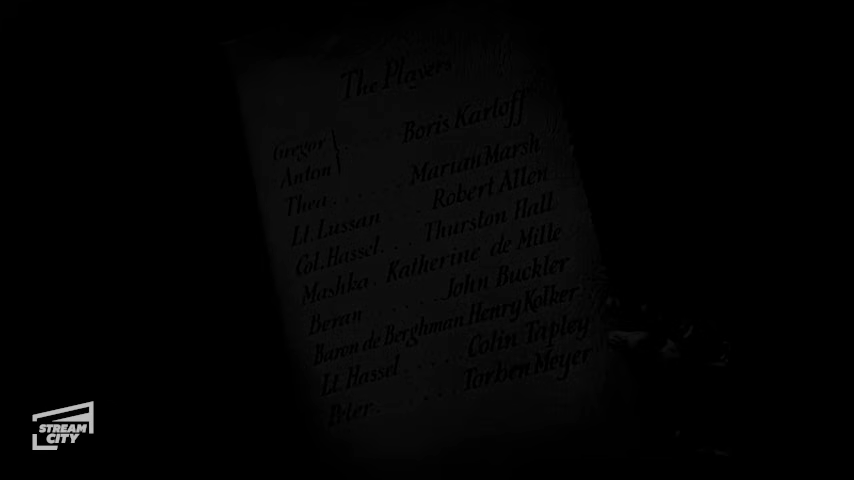 The Players
Gregor
Anton } . . . . . Boris Karloff
Thea . . . . . . Marian Marsh
Lt. Lussan . . . Robert Allen
Col. Hassel . . . Thurston Hall
Mashka . Katherine de Mille
Beran . . . . . . John Buckler
Baron de Berghman . Henry Kolker
Lt. Hassel . . . . . Colin Tapley
Peter . . . . . . Torben Meyer
STREAM
CITY